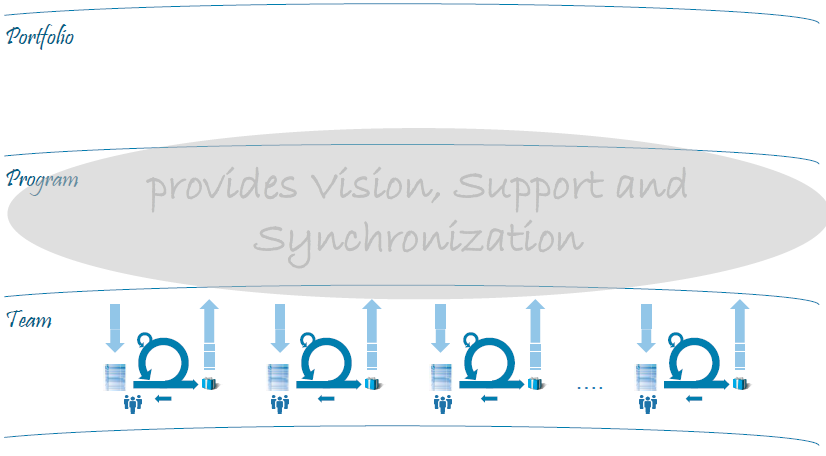 Portfolio
Program
provides Vision, Support and
Synchronization
Team
....